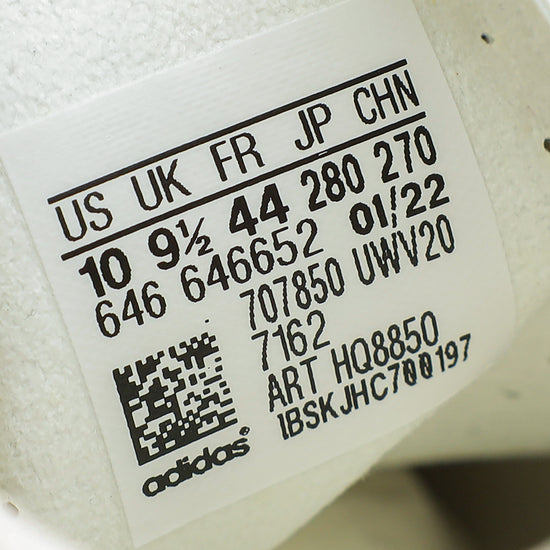 US UK FR JP CHN
10 9½ 44 280 270
646 646652 01/22
707850 UWV20
7162
ART HQ8850
1BSKJHC700197
adidas